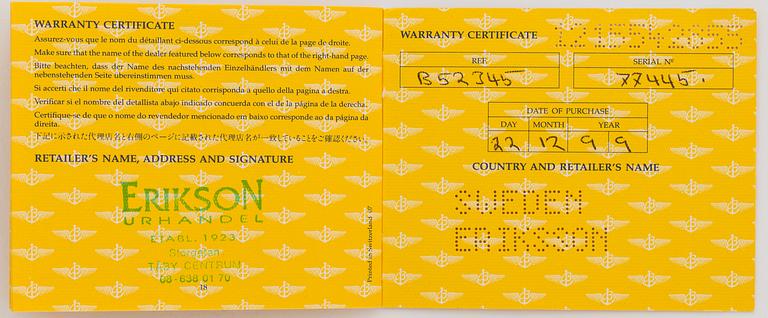 WARRANTY CERTIFICATE
Assurez-vous que le nom du détaillant ci-dessous correspond à celui de la page de droite.
Make sure that the name of the dealer featured below corresponds to that of the right-hand page.
Bitte beachten, dass der Name des nachstehenden Einzelhändlers mit dem Namen auf der
nebenstehenden Seite übereinstimmen muss.
Si accerti che il nome del rivenditore qui citato corrisponda a quello della pagina a destra.
Verificar si el nombre del detallista abajo indicado concuerda con el de la página de la derecha.
Certifique-se de que o nome do revendedor mencionado em baixo corresponde ao da página da
direita.
下記に示された代理店名と右側のページに記載された代理店名が一致していることをご確認ください。
RETAILER'S NAME, ADDRESS AND SIGNATURE
ERIKSON
URHANDEL
ETABL. 1923
Storgatan
TÄBY CENTRUM
08-638 01 70
18
Printed in Switzerland
WARRANTY CERTIFICATE
REF. SERIAL Nº
B52345 77445.
DATE OF PURCHASE
DAY MONTH YEAR
22 12 9 9
COUNTRY AND RETAILER'S NAME
SWEDEN
ERIKSSON